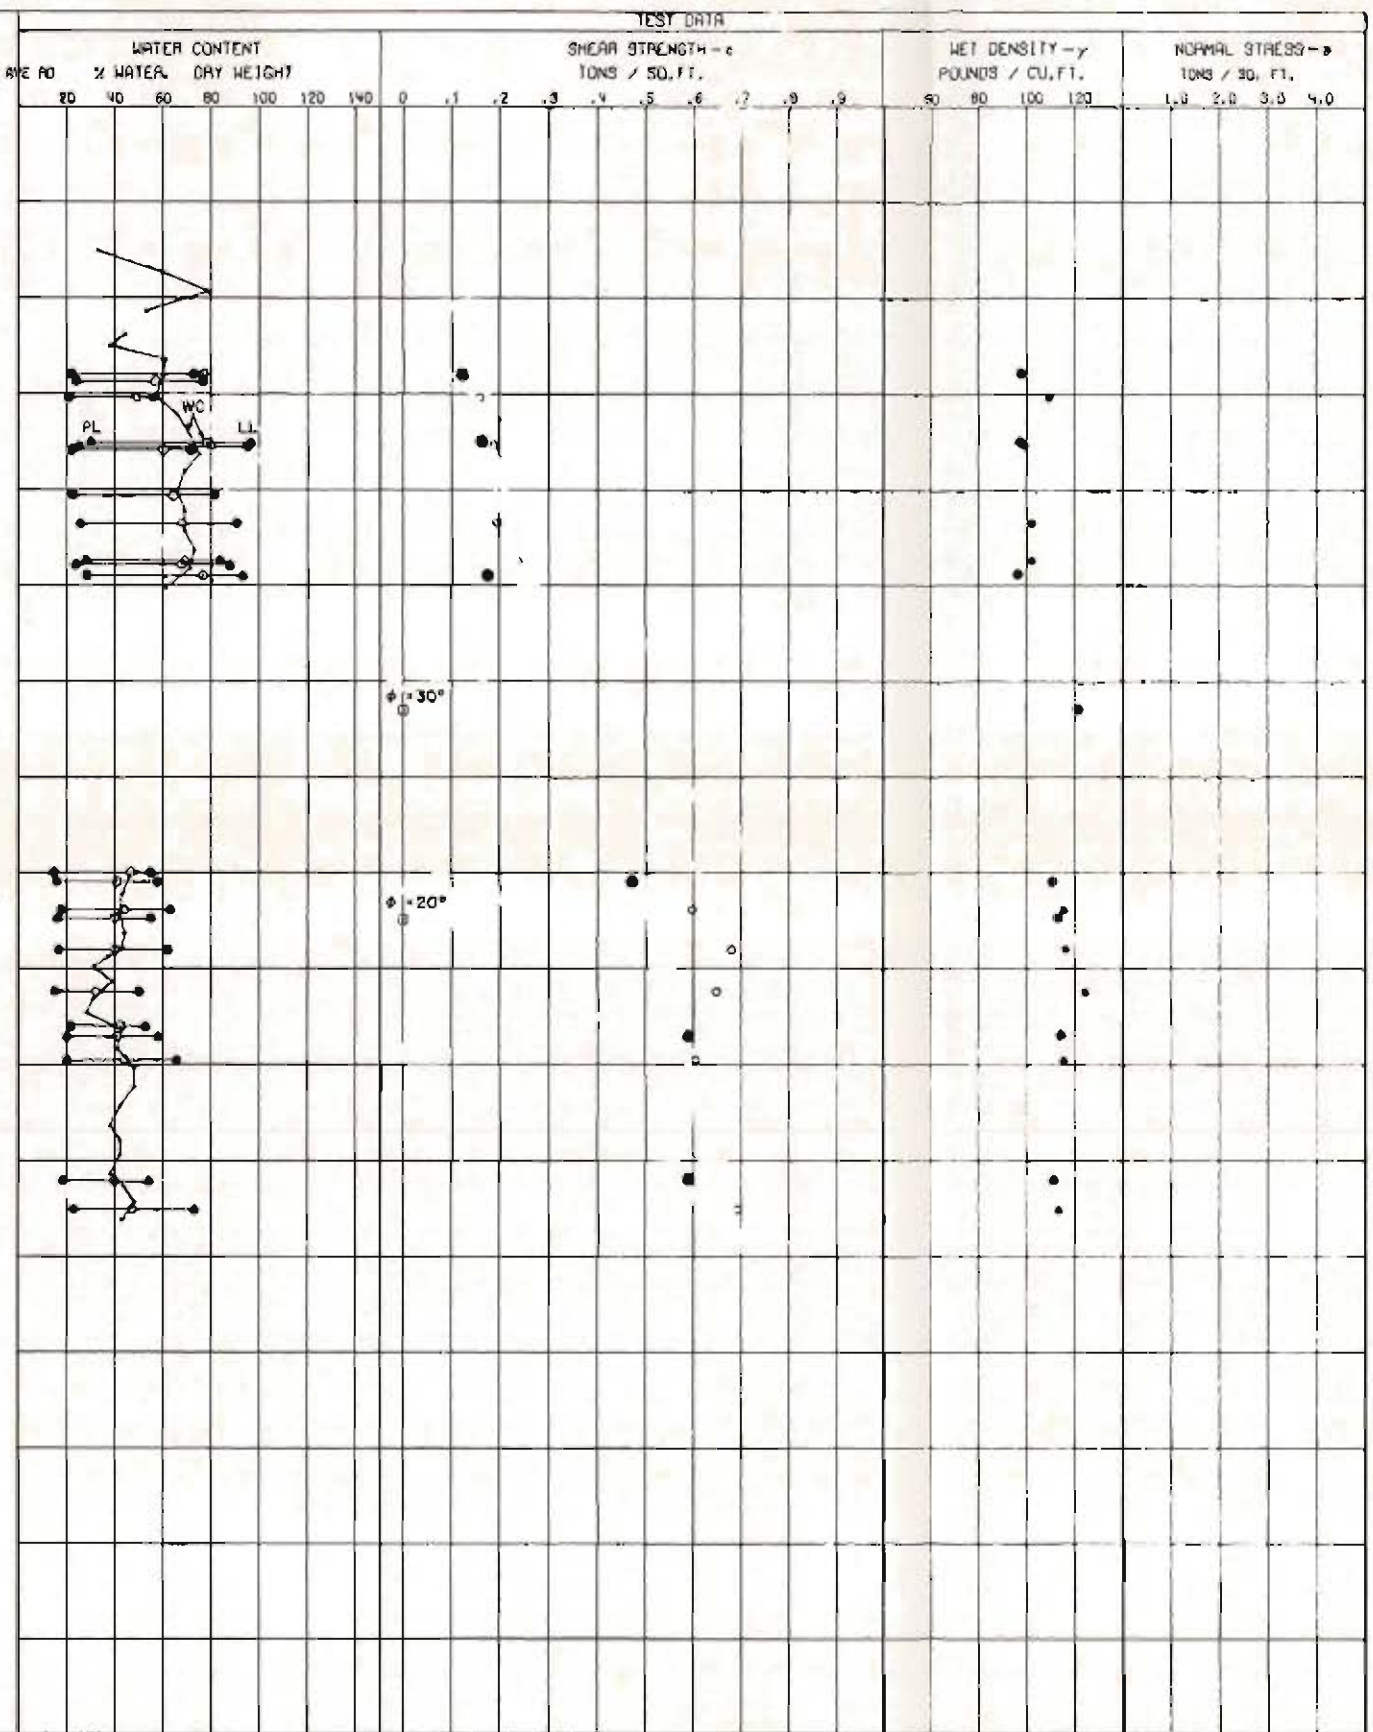 TEST DATA
WATER CONTENT
% WATER DRY WEIGHT
20 40 60 80 100 120 140
SHEAR STRENGTH - c
TONS / SQ.FT.
0 .1 .2 .3 .4 .5 .6 .7 .8 .9
WET DENSITY - γ
POUNDS / CU.FT.
80 100 120
NORMAL STRESS -
TONS / SQ. FT.
1.0 2.0 3.0 4.0
WC
PL
LL
ϕ = 30°
ϕ = 20°